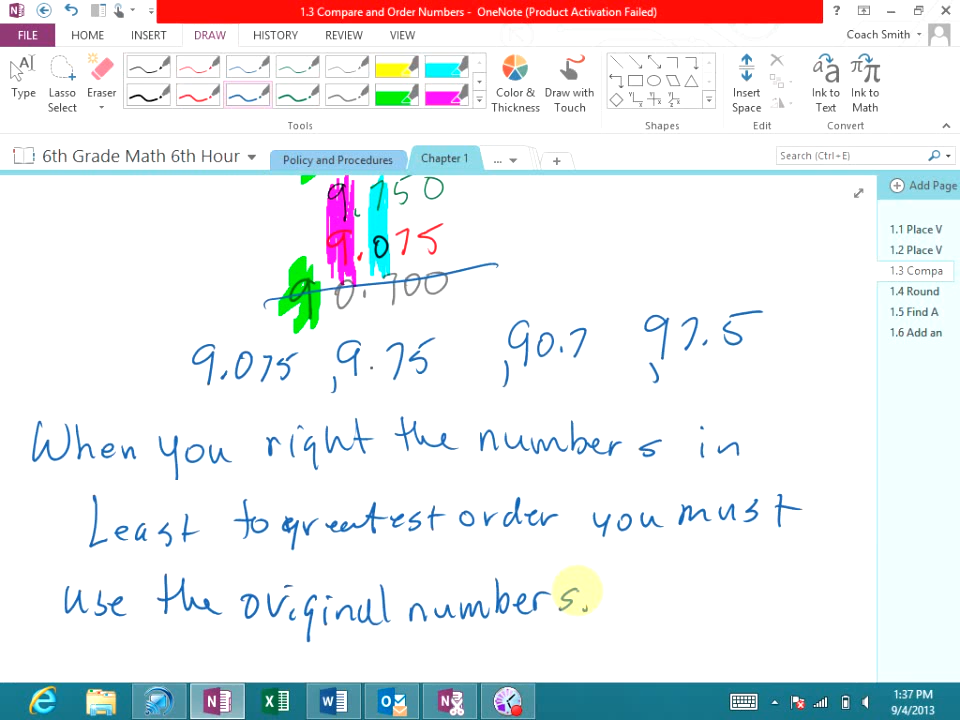 1.3 Compare and Order Numbers - OneNote (Product Activation Failed)
FILE HOME INSERT DRAW HISTORY REVIEW VIEW
Coach Smith
Type
Lasso Select
Eraser
Color & Thickness
Draw with Touch
Insert Space
Ink to Text
Ink to Math
Tools
Shapes
Edit
Convert
6th Grade Math 6th Hour
Policy and Procedures
Chapter 1
...
Search (Ctrl+E)
Add Page
1.1 Place V
1.2 Place V
1.3 Compa
1.4 Round
1.5 Find A
1.6 Add an
9.750
9.075
90.700
9.075 , 9.75 , 90.7 , 97.5
When you right the numbers in
Least to greatest order you must
use the original numbers.
1:37 PM
9/4/2013